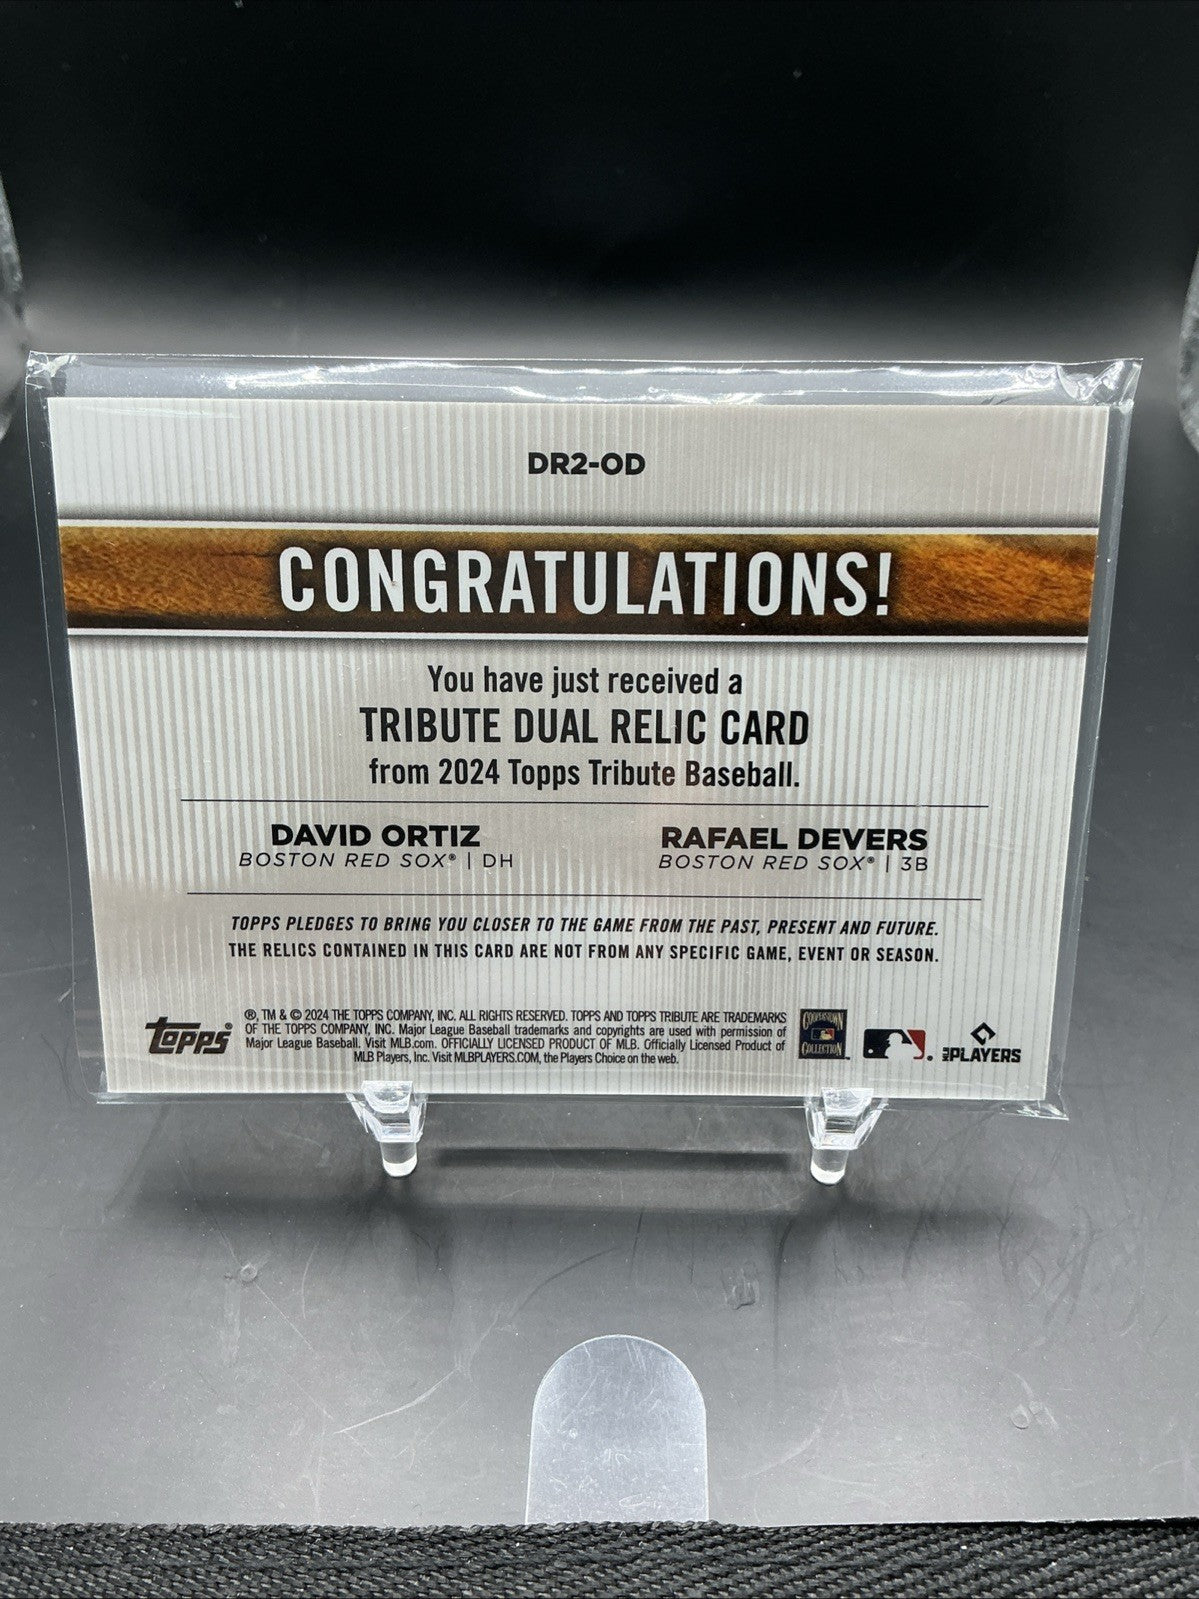 DR2-OD
CONGRATULATIONS!
You have just received a
TRIBUTE DUAL RELIC CARD
from 2024 Topps Tribute Baseball.
DAVID ORTIZ
BOSTON RED SOX® | DH
RAFAEL DEVERS
BOSTON RED SOX® | 3B
TOPPS PLEDGES TO BRING YOU CLOSER TO THE GAME FROM THE PAST, PRESENT AND FUTURE.
THE RELICS CONTAINED IN THIS CARD ARE NOT FROM ANY SPECIFIC GAME, EVENT OR SEASON.
Topps®
®, TM & © 2024 THE TOPPS COMPANY, INC. ALL RIGHTS RESERVED. TOPPS AND TOPPS TRIBUTE ARE TRADEMARKS
OF THE TOPPS COMPANY, INC. Major League Baseball trademarks and copyrights are used with permission of
Major League Baseball. Visit MLB.com. OFFICIALLY LICENSED PRODUCT OF MLB. Officially Licensed Product of
MLB Players, Inc. Visit MLBPLAYERS.COM, the Players Choice on the web.
COOPERSTOWN
COLLECTION
MLB PLAYERS